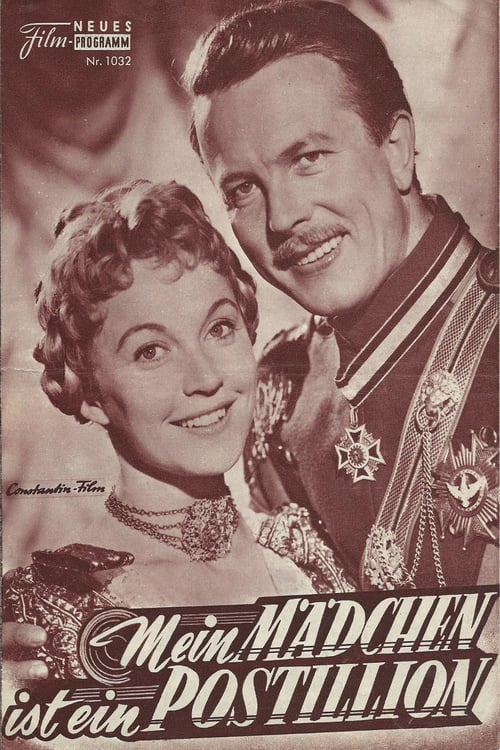 NEUES
Film-PROGRAMM
Nr. 1032
Constantin-Film
Mein MÄDCHEN
ist ein POSTILLION